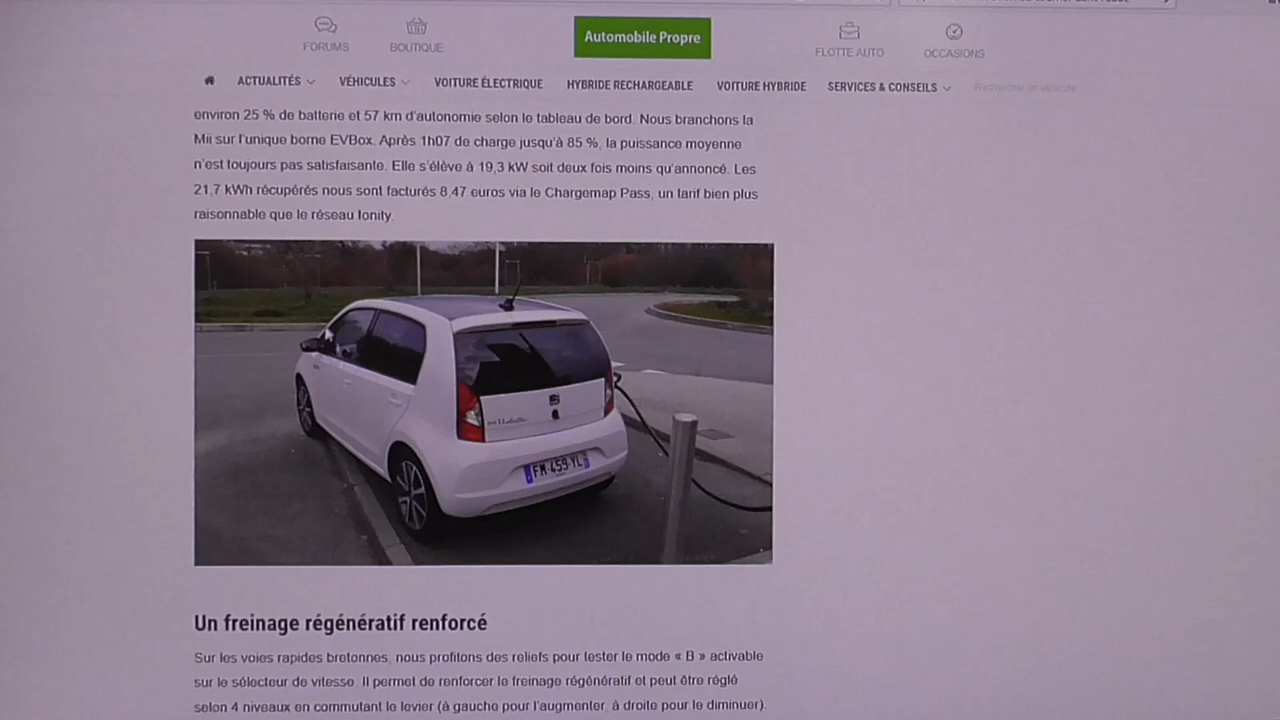 FORUMS
BOUTIQUE
Automobile Propre
FLOTTE AUTO
OCCASIONS
ACTUALITÉS
VÉHICULES
VOITURE ÉLECTRIQUE
HYBRIDE RECHARGEABLE
VOITURE HYBRIDE
SERVICES & CONSEILS
Rechercher un véhicule
environ 25 % de batterie et 57 km d'autonomie selon le tableau de bord. Nous branchons la
Mii sur l'unique borne EVBox. Après 1h07 de charge jusqu'à 85 %, la puissance moyenne
n'est toujours pas satisfaisante. Elle s'élève à 19,3 kW soit deux fois moins qu'annoncé. Les
21,7 kWh récupérés nous sont facturés 8,47 euros via le Chargemap Pass, un tarif bien plus
raisonnable que le réseau Ionity.
FM-459-YL
Un freinage régénératif renforcé
Sur les voies rapides bretonnes, nous profitons des reliefs pour tester le mode « B » activable
sur le sélecteur de vitesse. Il permet de renforcer le freinage régénératif et peut être réglé
selon 4 niveaux en commutant le levier (à gauche pour l'augmenter, à droite pour le diminuer).